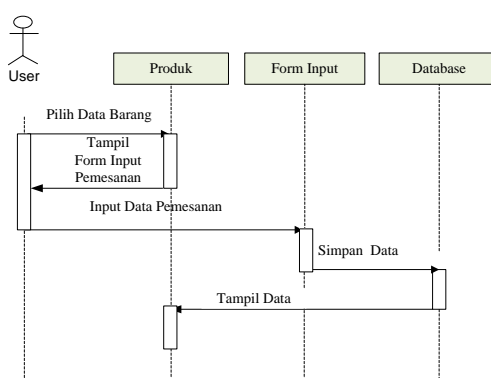 User
Produk
Form Input
Database
Pilih Data Barang
Tampil
Form Input
Pemesanan
Input Data Pemesanan
Simpan Data
Tampil Data